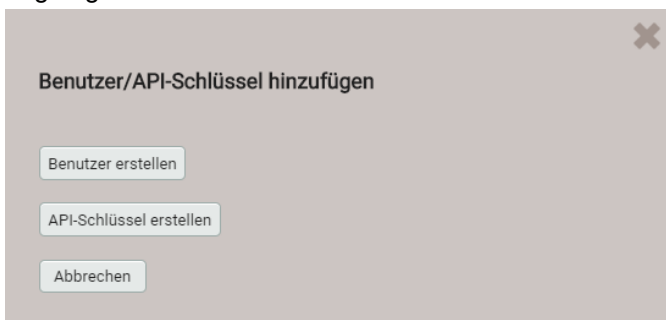 Benutzer/API-Schlüssel hinzufügen
Benutzer erstellen
API-Schlüssel erstellen
Abbrechen